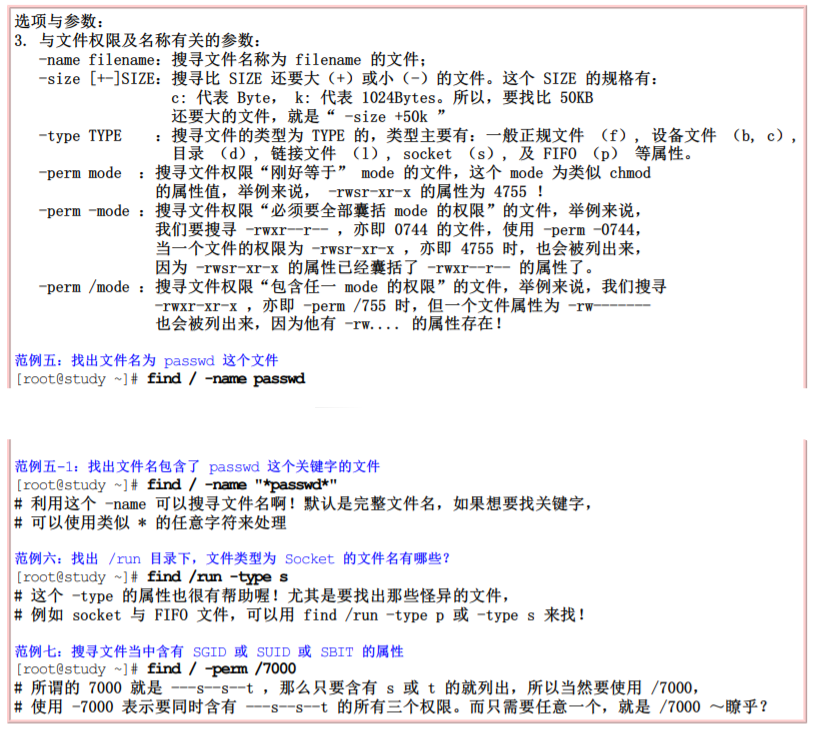 选项与参数：
3. 与文件权限及名称有关的参数：
-name filename：搜寻文件名称为 filename 的文件；
-size [+-]SIZE：搜寻比 SIZE 还要大（+）或小（-）的文件。这个 SIZE 的规格有：
c: 代表 Byte， k: 代表 1024Bytes。所以，要找比 50KB
还要大的文件，就是“ -size +50k ”
-type TYPE ：搜寻文件的类型为 TYPE 的，类型主要有：一般正规文件 （f）, 设备文件 （b, c）,
目录 （d）, 链接文件 （l）, socket （s）, 及 FIFO （p） 等属性。
-perm mode ：搜寻文件权限“刚好等于” mode 的文件，这个 mode 为类似 chmod
的属性值，举例来说， -rwsr-xr-x 的属性为 4755 ！
-perm -mode ：搜寻文件权限“必须要全部囊括 mode 的权限”的文件，举例来说，
我们要搜寻 -rwxr--r-- ，亦即 0744 的文件，使用 -perm -0744，
当一个文件的权限为 -rwsr-xr-x ，亦即 4755 时，也会被列出来，
因为 -rwsr-xr-x 的属性已经囊括了 -rwxr--r-- 的属性了。
-perm /mode ：搜寻文件权限“包含任一 mode 的权限”的文件，举例来说，我们搜寻
-rwxr-xr-x ，亦即 -perm /755 时，但一个文件属性为 -rw-------
也会被列出来，因为他有 -rw.... 的属性存在！
范例五：找出文件名为 passwd 这个文件
[root@study ~]# find / -name passwd
范例五-1：找出文件名包含了 passwd 这个关键字的文件
[root@study ~]# find / -name "*passwd*"
# 利用这个 -name 可以搜寻文件名啊！默认是完整文件名，如果想要找关键字，
# 可以使用类似 * 的任意字符来处理
范例六：找出 /run 目录下，文件类型为 Socket 的文件名有哪些？
[root@study ~]# find /run -type s
# 这个 -type 的属性也很有帮助喔！尤其是要找出那些怪异的文件，
# 例如 socket 与 FIFO 文件，可以用 find /run -type p 或 -type s 来找！
范例七：搜寻文件当中含有 SGID 或 SUID 或 SBIT 的属性
[root@study ~]# find / -perm /7000
# 所谓的 7000 就是 ---s--s--t ，那么只要含有 s 或 t 的就列出，所以当然要使用 /7000，
# 使用 -7000 表示要同时含有 ---s--s--t 的所有三个权限。而只需要任意一个，就是 /7000 ～瞭乎？